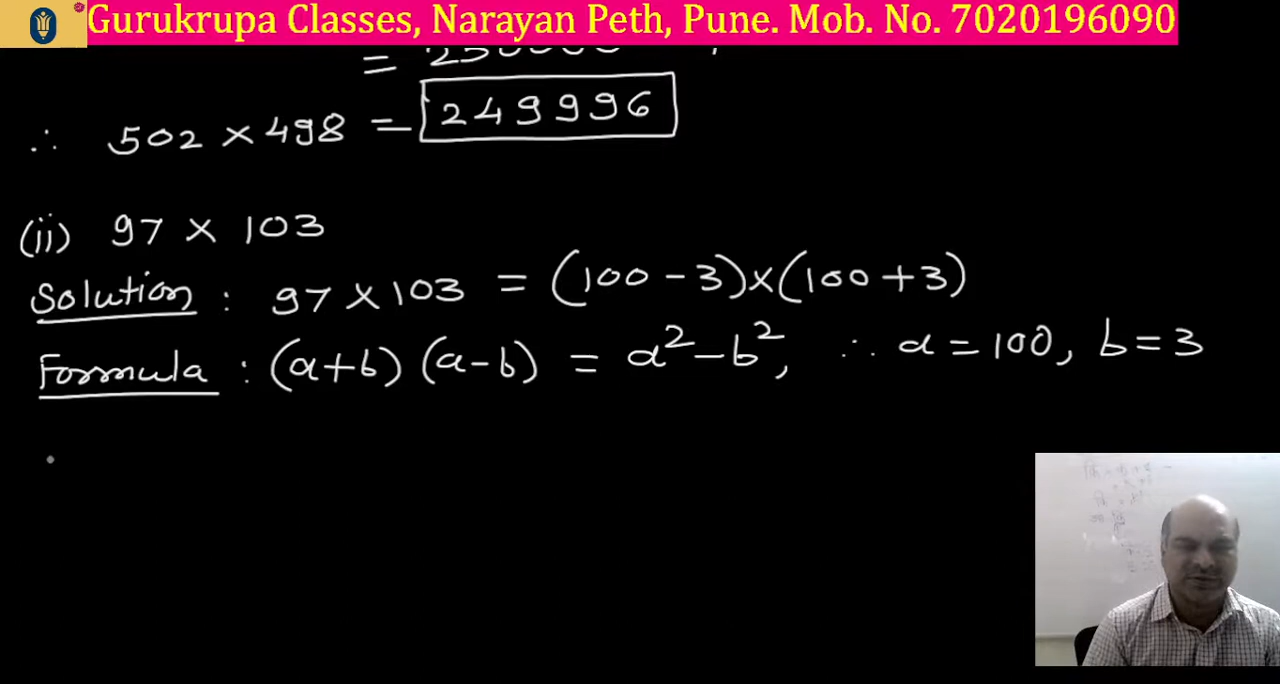 Gurukrupa Classes, Narayan Peth, Pune. Mob. No. 7020196090
=
∴ 502 × 498 = 249996
(ii) 97 × 103
Solution : 97 × 103 = (100 - 3) × (100 + 3)
Formula : (a+b) (a-b) = a² - b², ∴ a = 100, b = 3